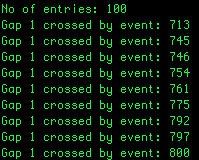 No of entries: 100
Gap 1 crossed by event: 713
Gap 1 crossed by event: 745
Gap 1 crossed by event: 746
Gap 1 crossed by event: 754
Gap 1 crossed by event: 761
Gap 1 crossed by event: 775
Gap 1 crossed by event: 792
Gap 1 crossed by event: 797
Gap 1 crossed by event: 800